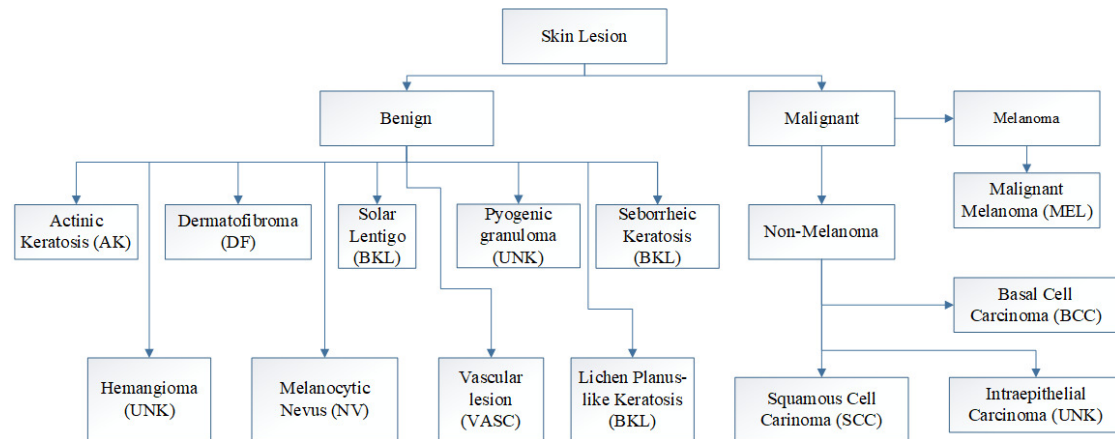 Skin Lesion
Benign
Malignant
Melanoma
Actinic
Keratosis (AK)
Dermatofibroma
(DF)
Solar
Lentigo
(BKL)
Pyogenic
granuloma
(UNK)
Seborrheic
Keratosis
(BKL)
Non-Melanoma
Malignant
Melanoma (MEL)
Hemangioma
(UNK)
Melanocytic
Nevus (NV)
Vascular
lesion
(VASC)
Lichen Planus-
like Keratosis
(BKL)
Basal Cell
Carcinoma (BCC)
Squamous Cell
Carinoma (SCC)
Intraepithelial
Carcinoma (UNK)